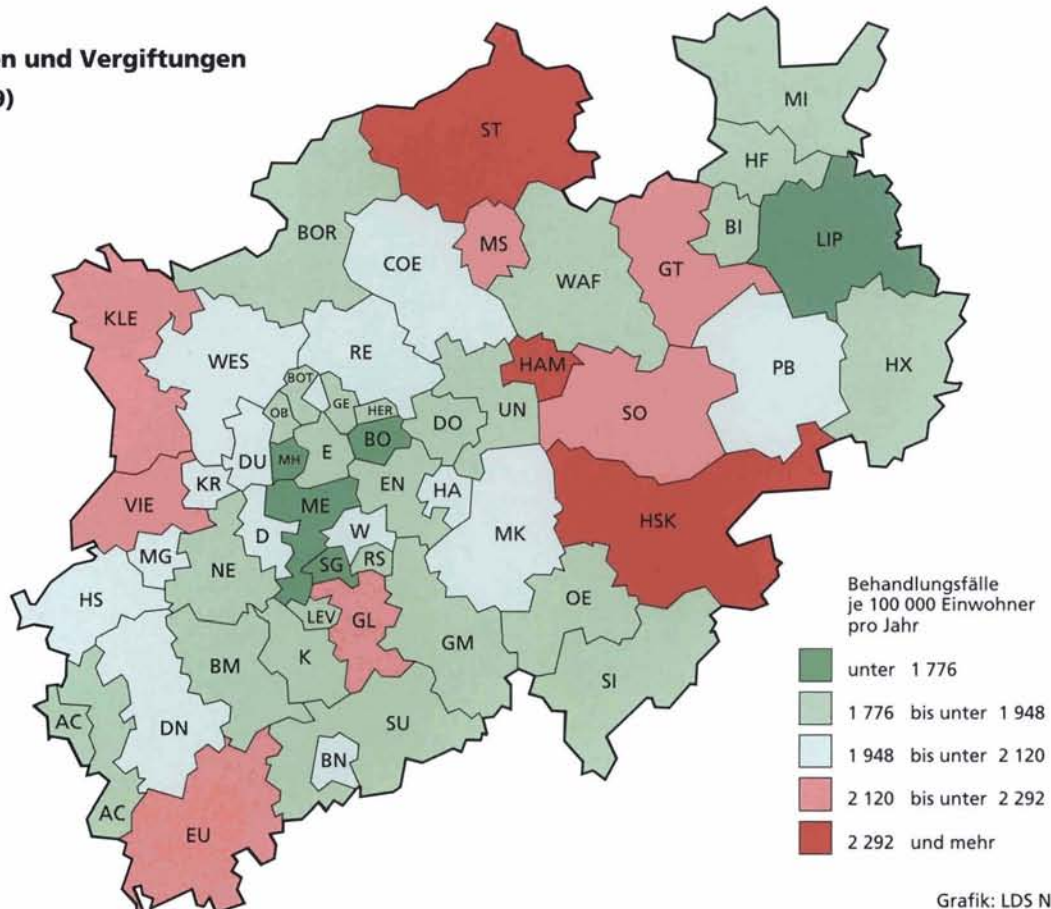 und Vergiftungen
MI
ST
HF
BI
LIP
BOR
MS
COE
GT
WAF
KLE
RE
WES
HAM
PB
HX
BOT
GE
HER
OB
UN
SO
DO
BO
E
MH
DU
EN
KR
HA
VIE
ME
HSK
D
W
MK
MG
SG
RS
NE
HS
OE
LEV
GL
GM
K
BM
SI
AC
DN
SU
BN
AC
EU
Behandlungsfälle
je 100 000 Einwohner
pro Jahr
unter 1 776
1 776 bis unter 1 948
1 948 bis unter 2 120
2 120 bis unter 2 292
2 292 und mehr
Grafik: LDS